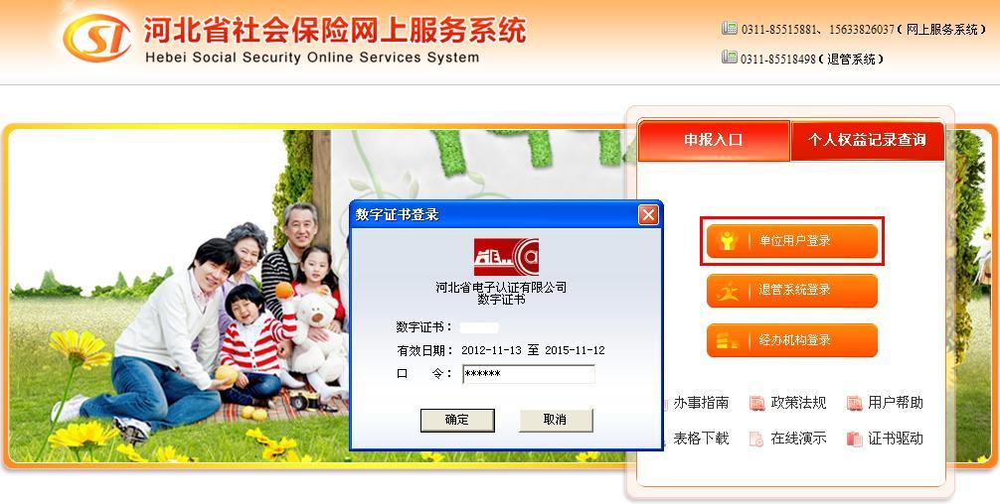 河北省社会保险网上服务系统
Hebei Social Security Online Services System
0311-85515881、15633826037(网上服务系统)
0311-85518498(退管系统)
申报入口
个人权益记录查询
单位用户登录
退管系统登录
经办机构登录
办事指南
政策法规
用户帮助
表格下载
在线演示
证书驱动
数字证书登录
河北省电子认证有限公司
数字证书
数字证书：
有效日期： 2012-11-13 至 2015-11-12
口 令： ******
确定
取消